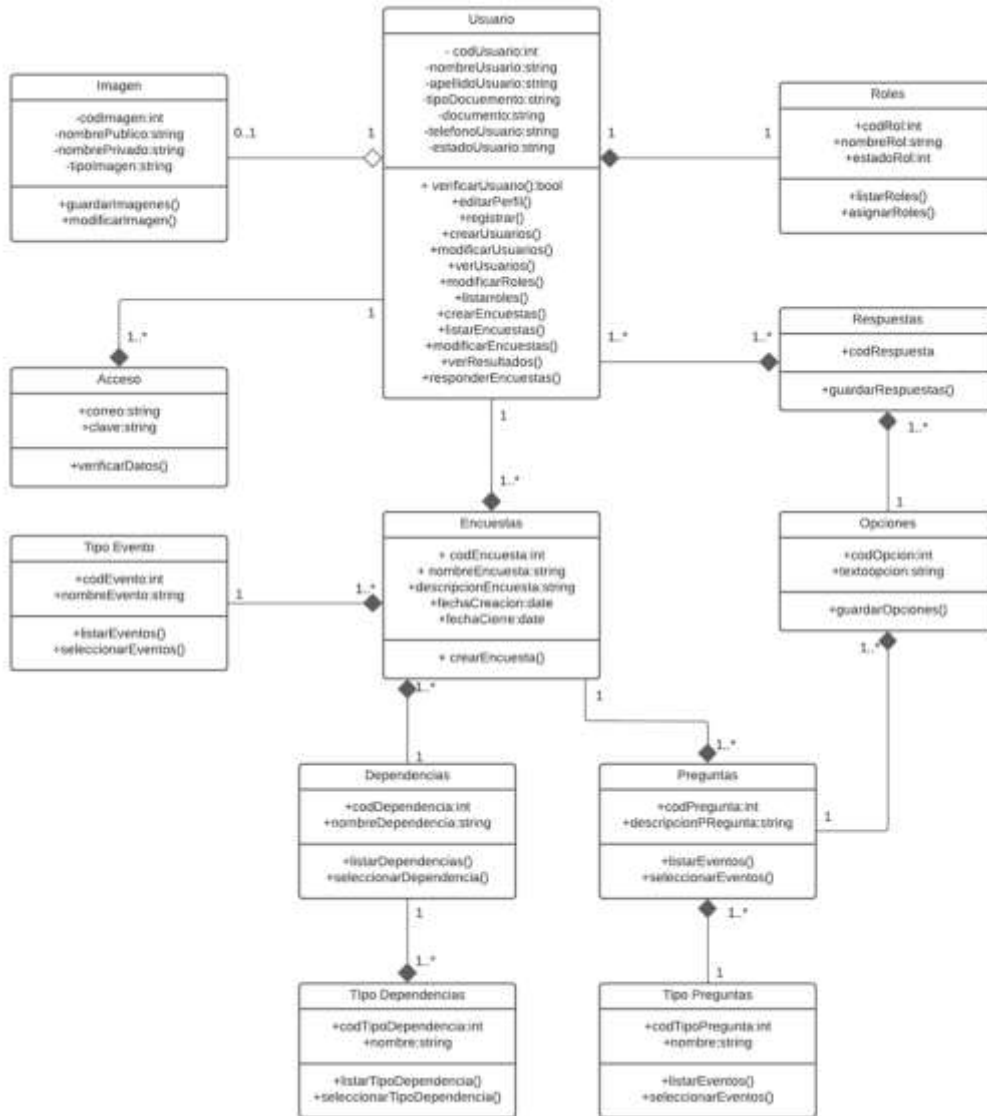 Usuario
- codUsuario:int
-nombreUsuario:string
-apellidoUsuario:string
-tipoDocuemento:string
-documento:string
-telefonoUsuario:string
-estadoUsuario:string
+ verificarUsuario():bool
+editarPerfil()
+registrar()
+crearUsuarios()
+modificarUsuarios()
+verUsuarios()
+modificarRoles()
+listarroles()
+crearEncuestas()
+listarEncuestas()
+modificarEncuestas()
+verResultados()
+responderEncuestas()
Imagen
-codImagen:int
-nombrePublico:string
-nombrePrivado:string
-tipoImagen:string
+guardarImagenes()
+modificarImagen()
0..1
1
1
1
Roles
+codRol:int
+nombreRol:string
+estadoRol:int
+listarRoles()
+asignarRoles()
1
1..*
Acceso
+correo:string
+clave:string
+verificarDatos()
1..*
1..*
Respuestas
+codRespuesta
+guardarRespuestas()
1
1..*
1..*
1
Tipo Evento
+codEvento:int
+nombreEvento:string
+listarEventos()
+seleccionarEventos()
1
1..*
Encuestas
+ codEncuesta:int
+ nombreEncuesta:string
+descripcionEncuesta:string
+fechaCreacion:date
+fechaCierre:date
+ crearEncuesta()
Opciones
+codOpcion:int
+textoopcion:string
+guardarOpciones()
1..*
1
1..*
1
1..*
1
Dependencias
+codDependencia:int
+nombreDependencia:string
+listarDependencias()
+seleccionarDependencia()
Preguntas
+codPregunta:int
+descripcionPRegunta:string
+listarEventos()
+seleccionarEventos()
1
1..*
1..*
1
Tipo Dependencias
+codTipoDependencia:int
+nombre:string
+listarTipoDependencia()
+seleccionarTipoDependencia()
Tipo Preguntas
+codTipoPregunta:int
+nombre:string
+listarEventos()
+seleccionarEventos()